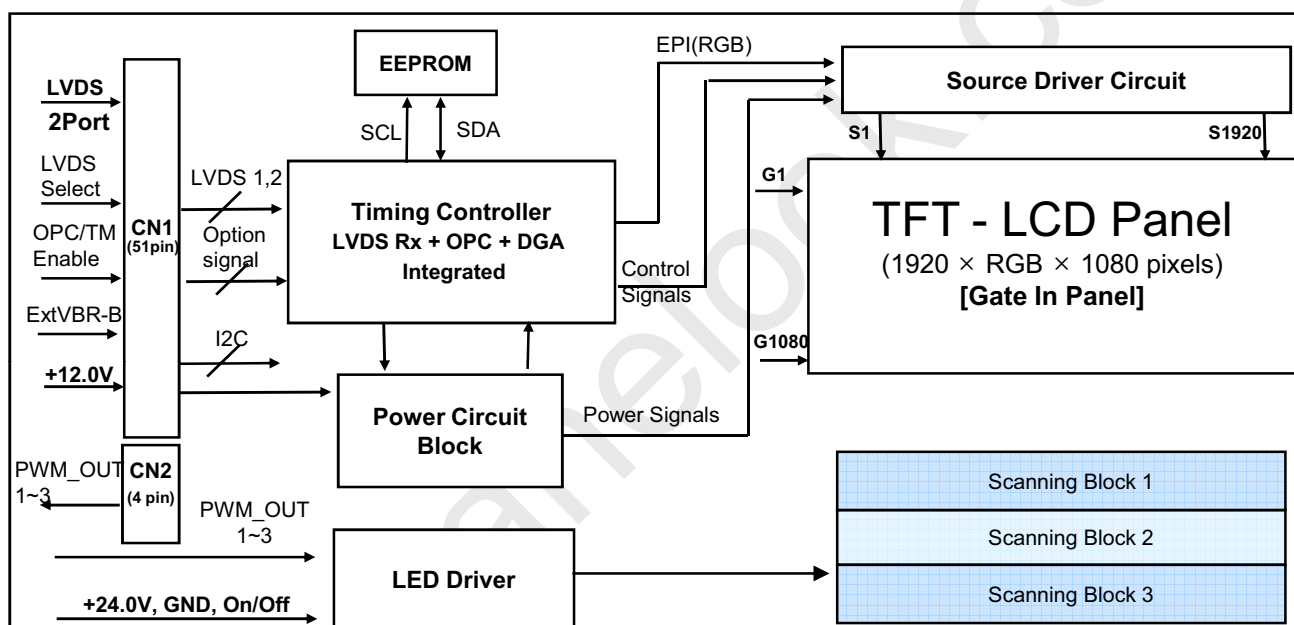 EEPROM
SCL
SDA
EPI(RGB)
Source Driver Circuit
S1
S1920
LVDS
2Port
LVDS
Select
OPC/TM
Enable
ExtVBR-B
+12.0V
CN1
(51pin)
LVDS 1,2
Option
signal
I2C
Timing Controller
LVDS Rx + OPC + DGA
Integrated
Control
Signals
G1
G1080
TFT - LCD Panel
(1920 × RGB × 1080 pixels)
[Gate In Panel]
Power Circuit
Block
Power Signals
PWM_OUT
1~3
CN2
(4 pin)
PWM_OUT
1~3
+24.0V, GND, On/Off
LED Driver
Scanning Block 1
Scanning Block 2
Scanning Block 3